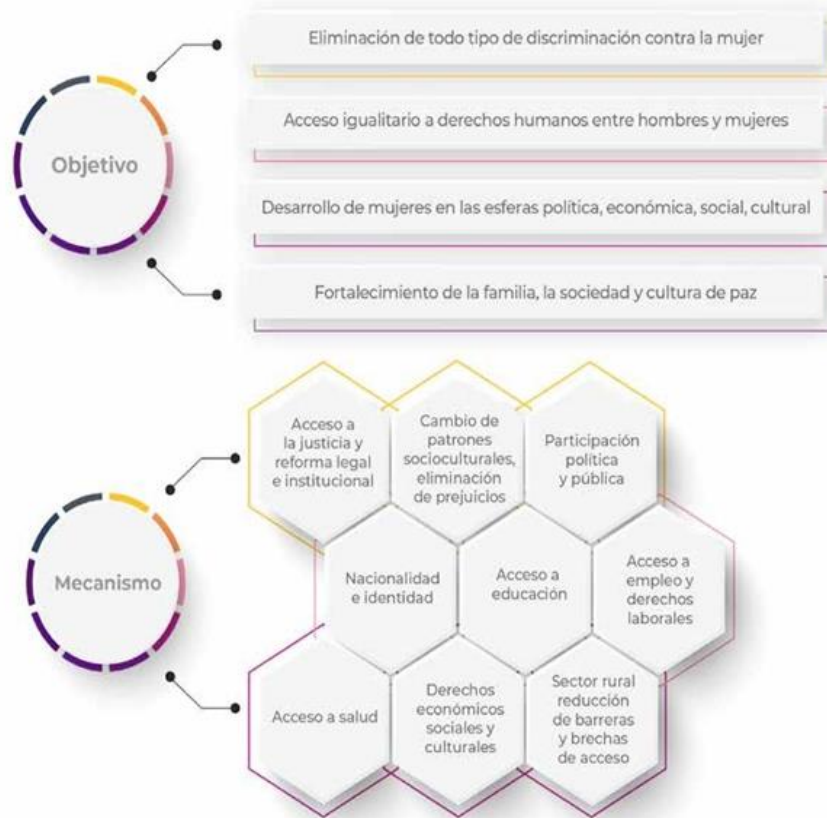 Objetivo
Eliminación de todo tipo de discriminación contra la mujer
Acceso igualitario a derechos humanos entre hombres y mujeres
Desarrollo de mujeres en las esferas política, económica, social, cultural
Fortalecimiento de la familia, la sociedad y cultura de paz
Mecanismo
Acceso a
la justicia y
reforma legal
e institucional
Cambio de
patrones
socioculturales,
eliminación
de prejuicios
Participación
política
y pública
Nacionalidad
e identidad
Acceso a
educación
Acceso a
empleo y
derechos
laborales
Acceso a salud
Derechos
económicos
sociales y
culturales
Sector rural
reducción
de barreras
y brechas
de acceso